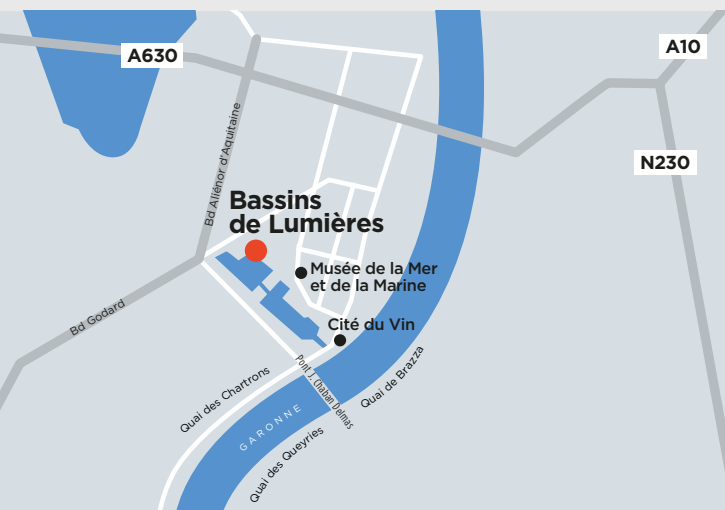 A10
A630
N230
Bd Aliénor d'Aquitaine
Bassins
de Lumières
Musée de la Mer
et de la Marine
Bd Godard
Cité du Vin
Pont J. Chaban Delmas
Quai de Brazza
Quai des Chartrons
GARONNE
Quai des Queyries